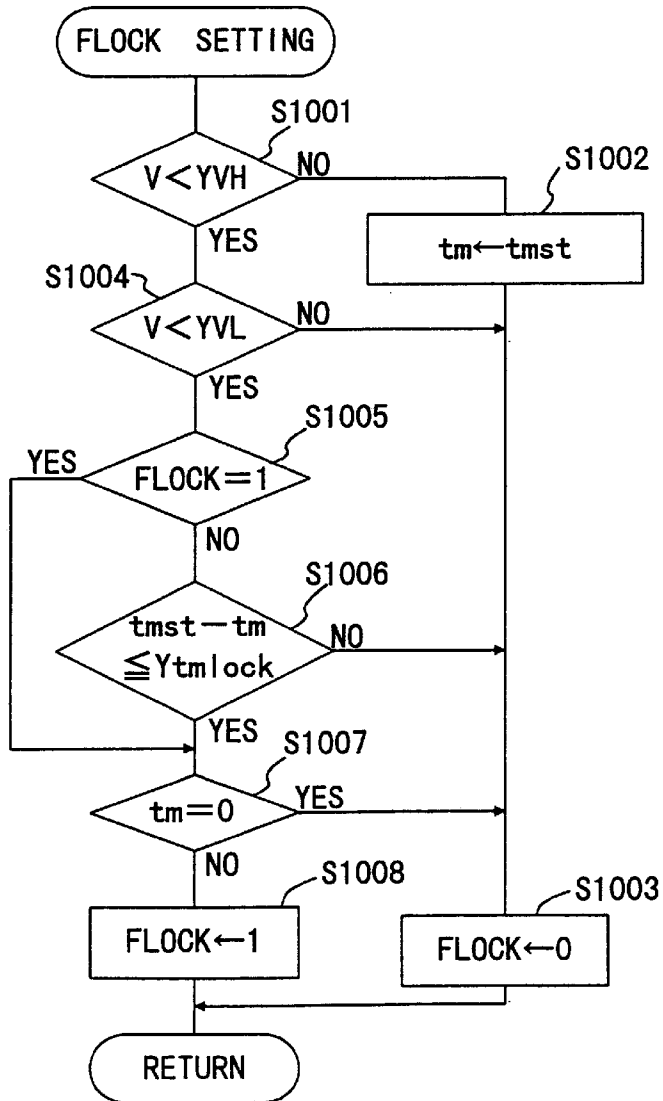 FLOCK SETTING
S1001
V<YVH
NO
S1002
tm←tmst
YES
S1004
V<YVL
NO
YES
S1005
YES
FLOCK=1
NO
S1006
tmst-tm
≦Ytmlock
NO
YES
S1007
tm=0
YES
NO
S1008
S1003
FLOCK←1
FLOCK←0
RETURN